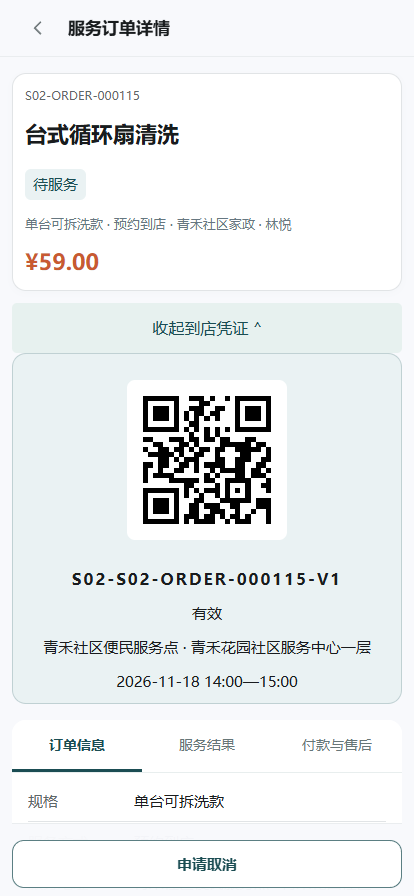 服务订单详情
S02-ORDER-000115
台式循环扇清洗
待服务
单台可拆洗款 · 预约到店 · 青禾社区家政 · 林悦
¥59.00
收起到店凭证 ^
S02-S02-ORDER-000115-V1
有效
青禾社区便民服务点 · 青禾花园社区服务中心一层
2026-11-18 14:00—15:00
订单信息 服务结果 付款与售后
规格 单台可拆洗款
申请取消